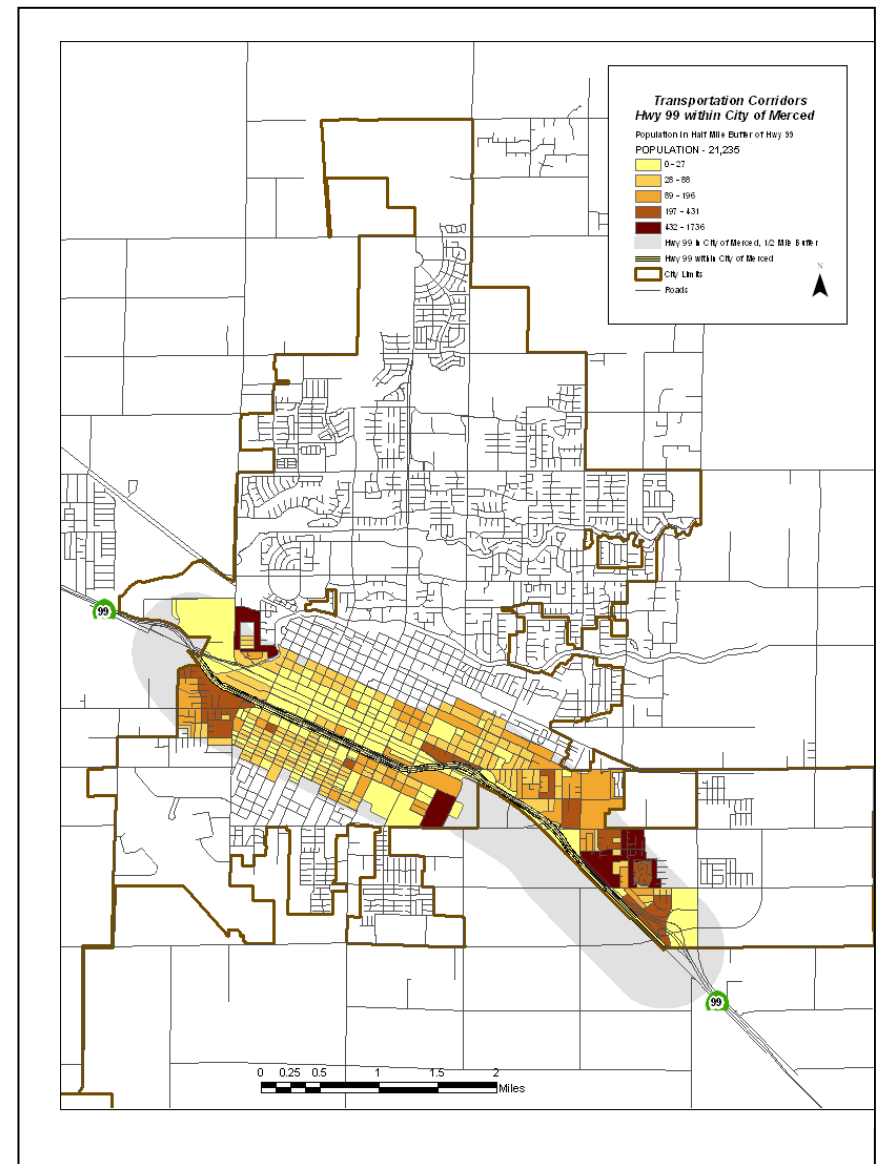 Transportation Corridors
Hwy 99 within City of Merced
Population in Half Mile Buffer of Hwy 99
POPULATION - 21,235
0 - 27
28 - 88
89 - 196
197 - 431
432 - 1736
Hwy 99 in City of Merced, 1/2 Mile Buffer
Hwy 99 within City of Merced
City Limits
Roads
N
99
99
0 0.25 0.5 1 1.5 2
Miles